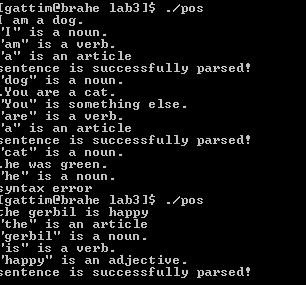 [gattim@brahe lab3]$ ./pos
I am a dog.
"I" is a noun.
"am" is a verb.
"a" is an article
sentence is successfully parsed!
"dog" is a noun.
.You are a cat.
"You" is something else.
"are" is a verb.
"a" is an article
sentence is successfully parsed!
"cat" is a noun.
.he was green.
"he" is a noun.
syntax error
[gattim@brahe lab3]$ ./pos
the gerbil is happy
"the" is an article
"gerbil" is a noun.
"is" is a verb.
"happy" is an adjective.
sentence is successfully parsed!